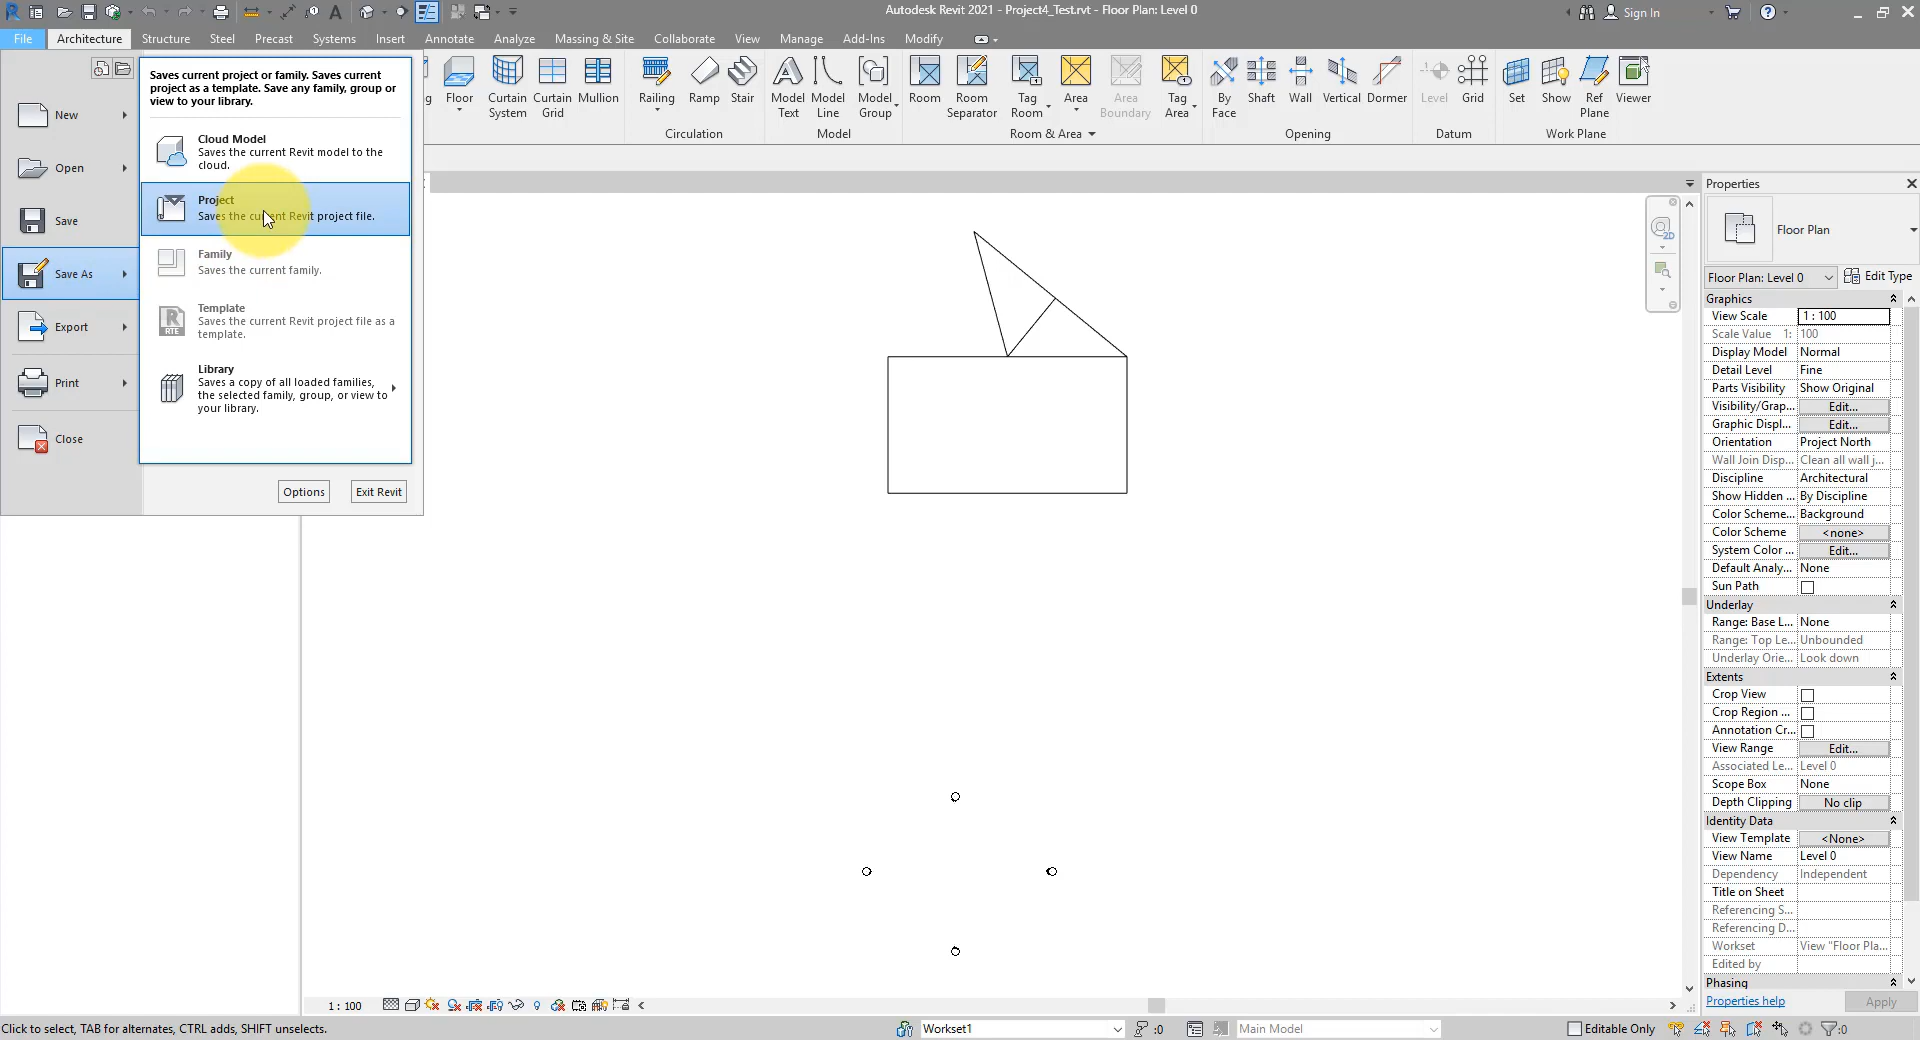 Autodesk Revit 2021 - Project4_Test.rvt - Floor Plan: Level 0
Sign In
File
Architecture
Structure
Steel
Precast
Systems
Insert
Annotate
Analyze
Massing & Site
Collaborate
View
Manage
Add-Ins
Modify
New
Open
Save
Save As
Export
Print
Close
Saves current project or family. Saves current
project as a template. Save any family, group or
view to your library.
Cloud Model
Saves the current Revit model to the
cloud.
Project
Saves the current Revit project file.
Family
Saves the current family.
RTE
Template
Saves the current Revit project file as a
template.
Library
Saves a copy of all loaded families,
the selected family, group, or view to
your library.
Options
Exit Revit
g
Floor
Curtain
System
Curtain
Grid
Mullion
Railing
Ramp
Stair
Circulation
Model
Text
Model
Line
Model
Group
Model
Room
Room
Separator
Tag
Room
Area
Area
Boundary
Tag
Area
Room & Area
By
Face
Shaft
Wall
Vertical
Dormer
Opening
Level
Grid
Datum
Set
Show
Ref
Plane
Viewer
Work Plane
2D
Properties
Floor Plan
Floor Plan: Level 0
Edit Type
Graphics
View Scale 1 : 100
Scale Value 1: 100
Display Model Normal
Detail Level Fine
Parts Visibility Show Original
Visibility/Grap... Edit...
Graphic Displ... Edit...
Orientation Project North
Wall Join Disp... Clean all wall j...
Discipline Architectural
Show Hidden ... By Discipline
Color Scheme... Background
Color Scheme <none>
System Color ... Edit...
Default Analy... None
Sun Path
Underlay
Range: Base L... None
Range: Top Le... Unbounded
Underlay Orie... Look down
Extents
Crop View
Crop Region ...
Annotation Cr...
View Range Edit...
Associated Le... Level 0
Scope Box None
Depth Clipping No clip
Identity Data
View Template <None>
View Name Level 0
Dependency Independent
Title on Sheet
Referencing S...
Referencing D...
Workset View "Floor Pla...
Edited by
Phasing
Properties help
Apply
1 : 100
Click to select, TAB for alternates, CTRL adds, SHIFT unselects.
Workset1
:0
Main Model
Editable Only
:0